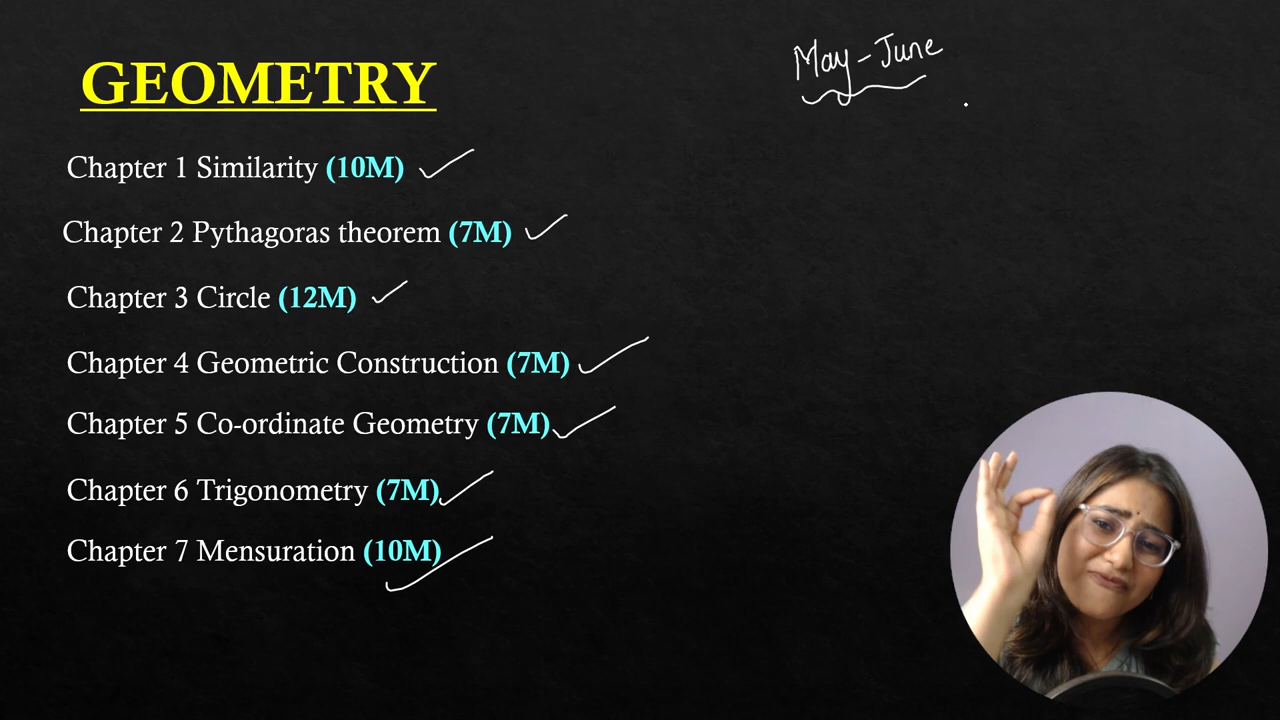 GEOMETRY
May-June
Chapter 1 Similarity (10M)
Chapter 2 Pythagoras theorem (7M)
Chapter 3 Circle (12M)
Chapter 4 Geometric Construction (7M)
Chapter 5 Co-ordinate Geometry (7M)
Chapter 6 Trigonometry (7M)
Chapter 7 Mensuration (10M)